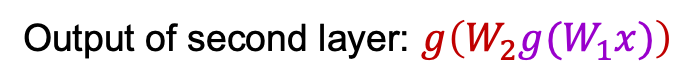 Output of second layer: g(W₂g(W₁x))